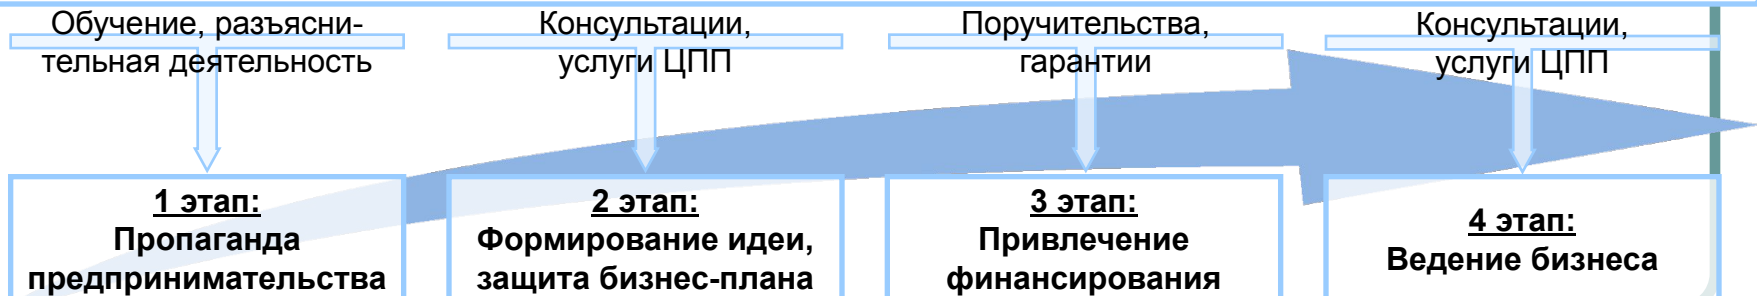 Обучение, разъясни-
тельная деятельность
Консультации,
услуги ЦПП
Поручительства,
гарантии
Консультации,
услуги ЦПП
1 этап:
Пропаганда
предпринимательства
2 этап:
Формирование идеи,
защита бизнес-плана
3 этап:
Привлечение
финансирования
4 этап:
Ведение бизнеса